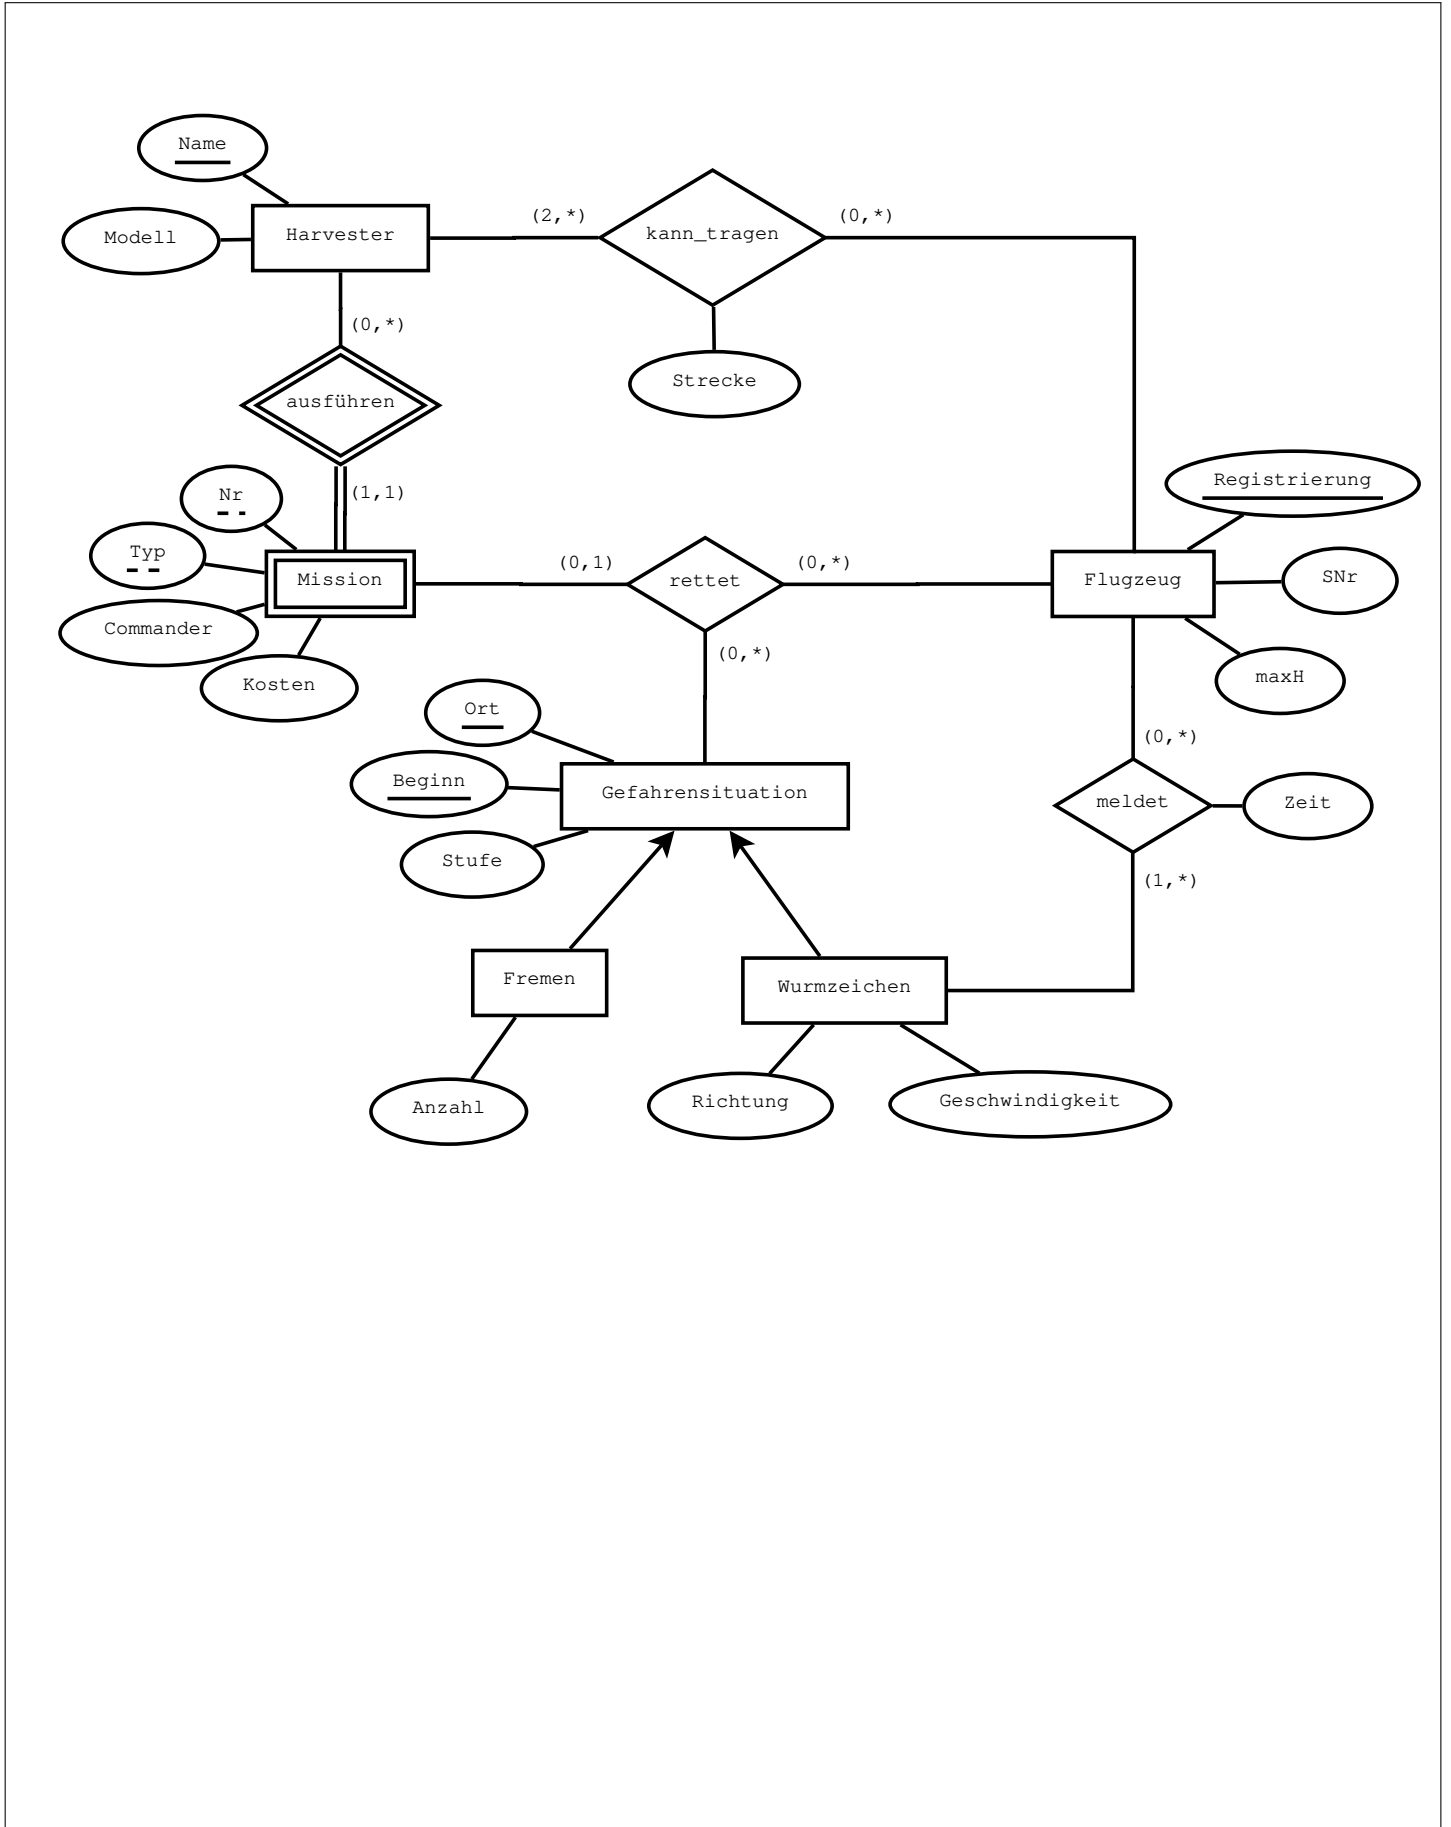 Name
(2,*)
(0,*)
Modell
Harvester
kann_tragen
(0,*)
Strecke
ausführen
Registrierung
Nr
(1,1)
Typ
(0,1)
(0,*)
Mission
rettet
Flugzeug
SNr
Commander
(0,*)
maxH
Kosten
Ort
(0,*)
Beginn
Gefahrensituation
meldet
Zeit
Stufe
(1,*)
Fremen
Wurmzeichen
Anzahl
Richtung
Geschwindigkeit